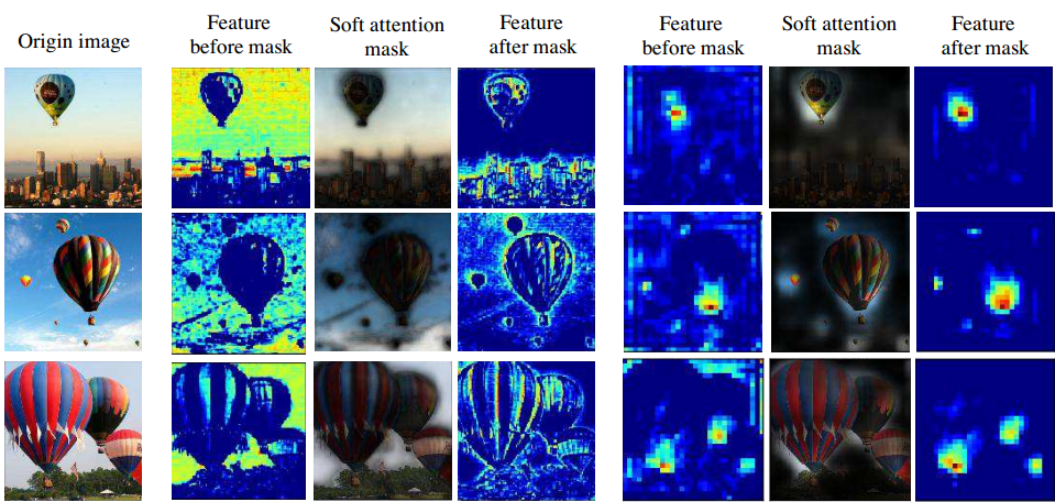 Origin image
Feature
before mask
Soft attention
mask
Feature
after mask
Feature
before mask
Soft attention
mask
Feature
after mask